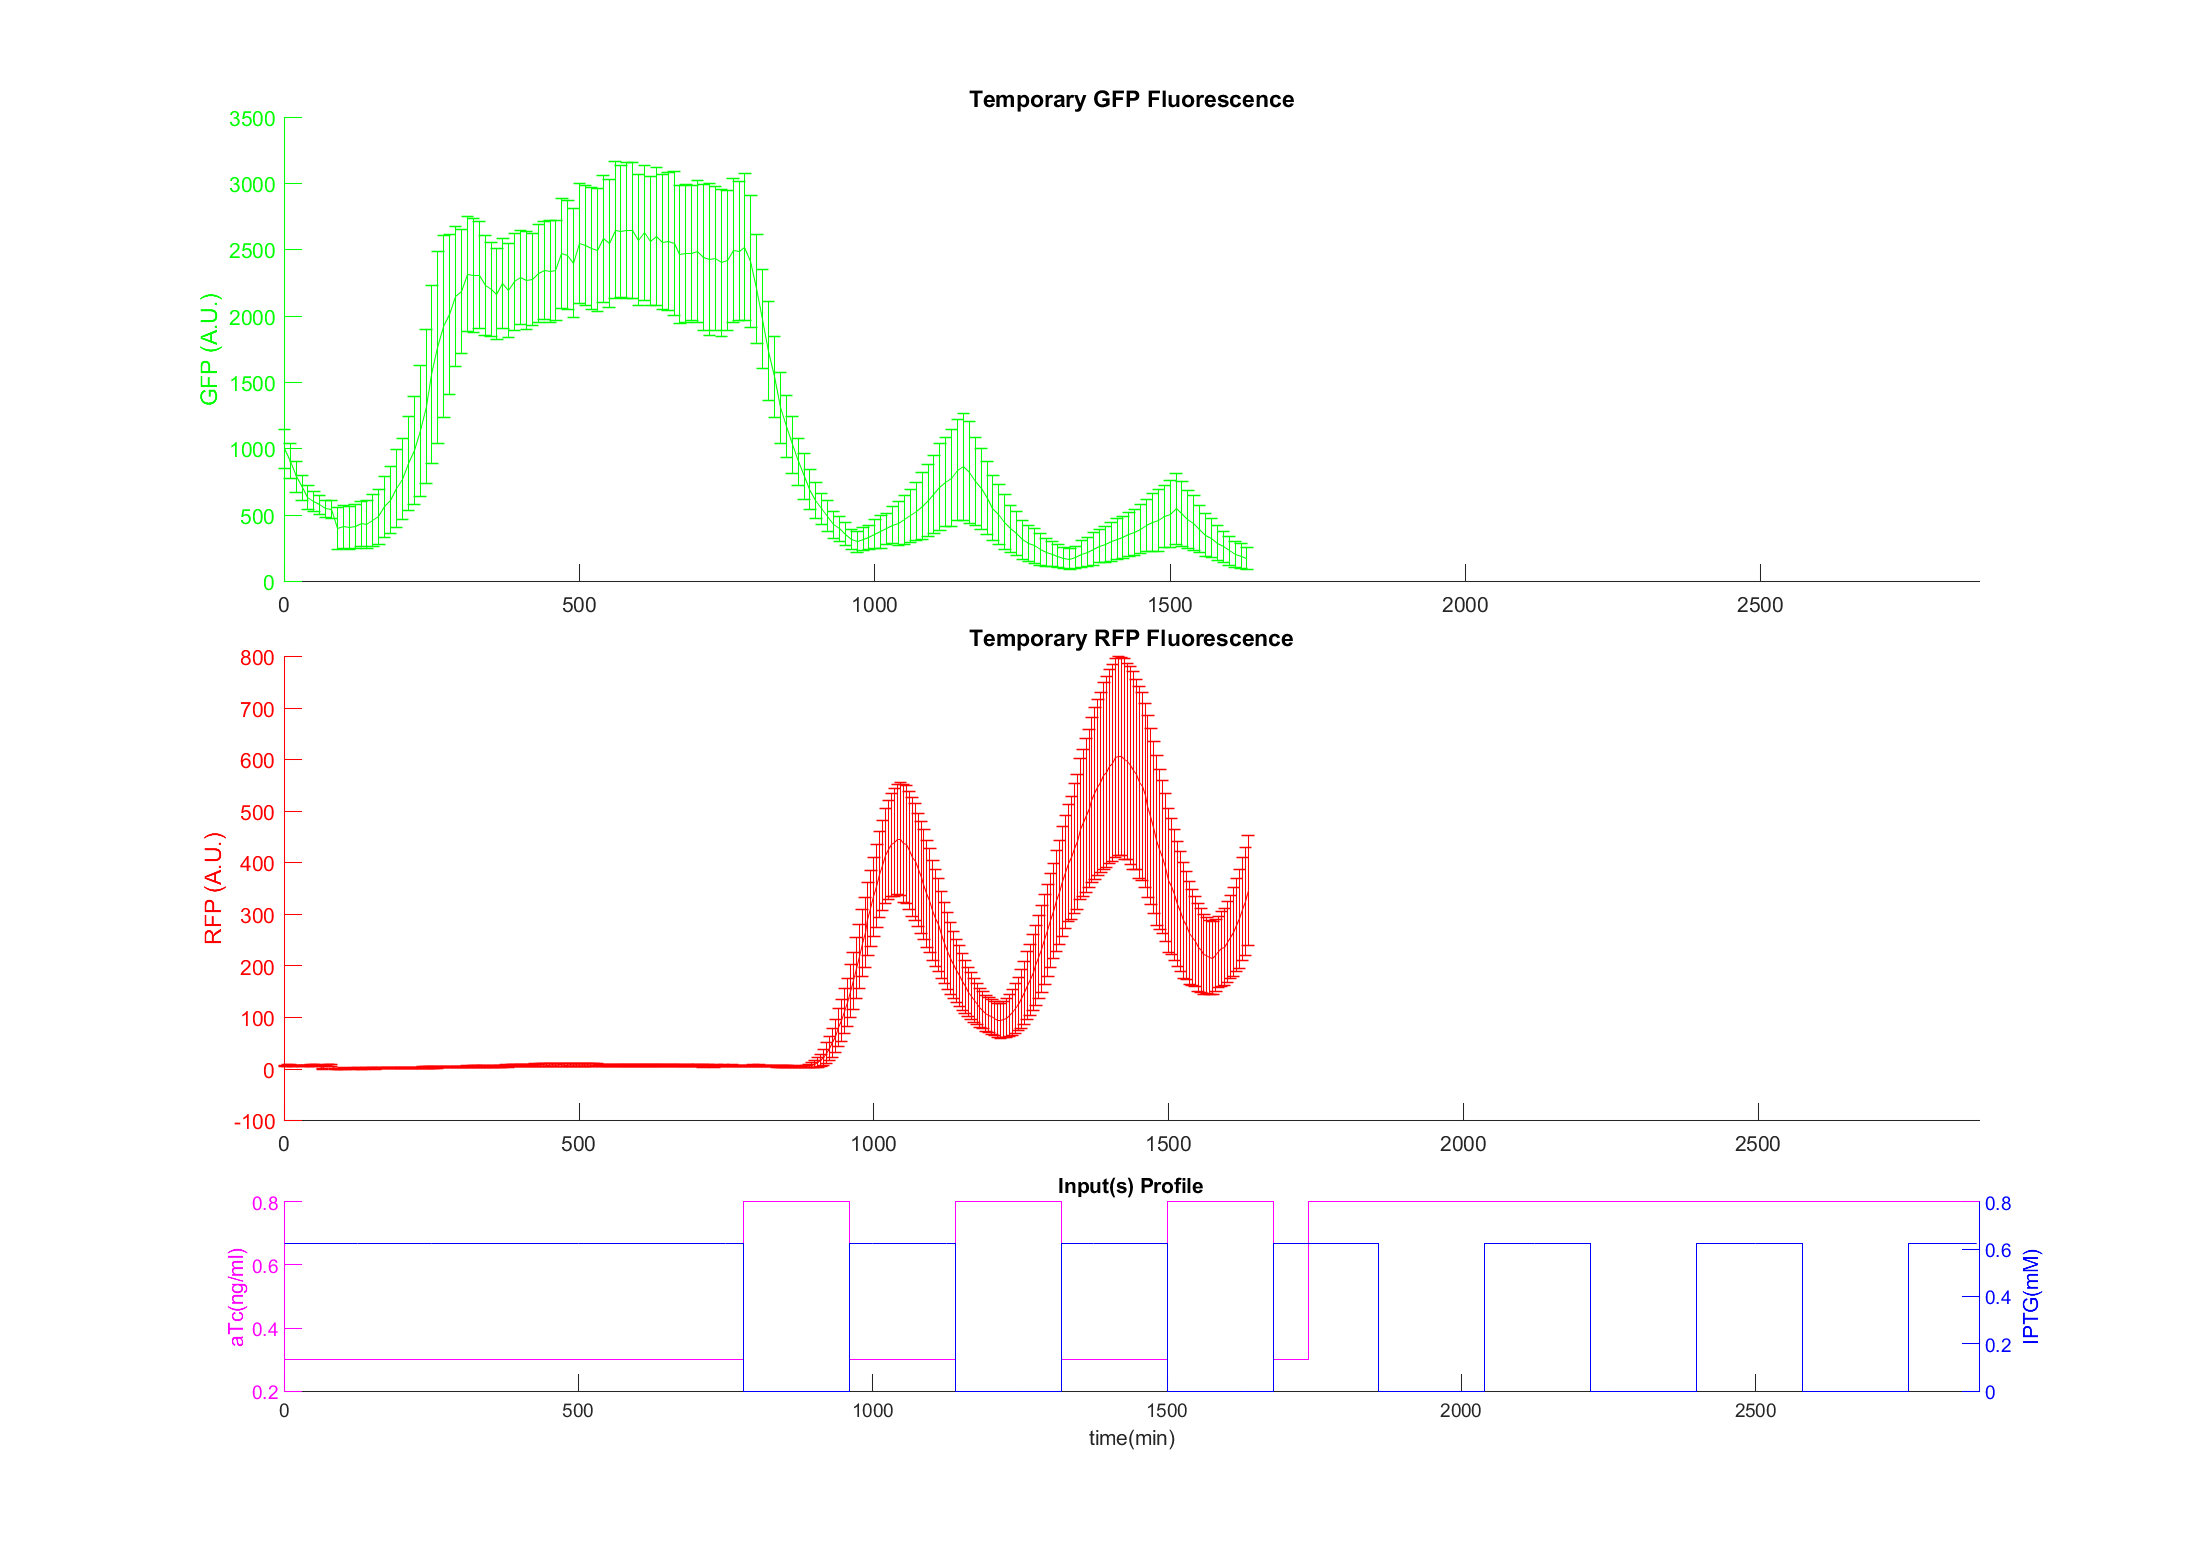 Temporary GFP Fluorescence
3500
3000
2500
2000
1500
1000
500
0
GFP (A.U.)
0 500 1000 1500 2000 2500
Temporary RFP Fluorescence
800
700
600
500
400
300
200
100
0
-100
RFP (A.U.)
0 500 1000 1500 2000 2500
Input(s) Profile
0.8
0.6
0.4
0.2
aTc(ng/ml)
0.8
0.6
0.4
0.2
0
IPTG(mM)
0 500 1000 1500 2000 2500
time(min)